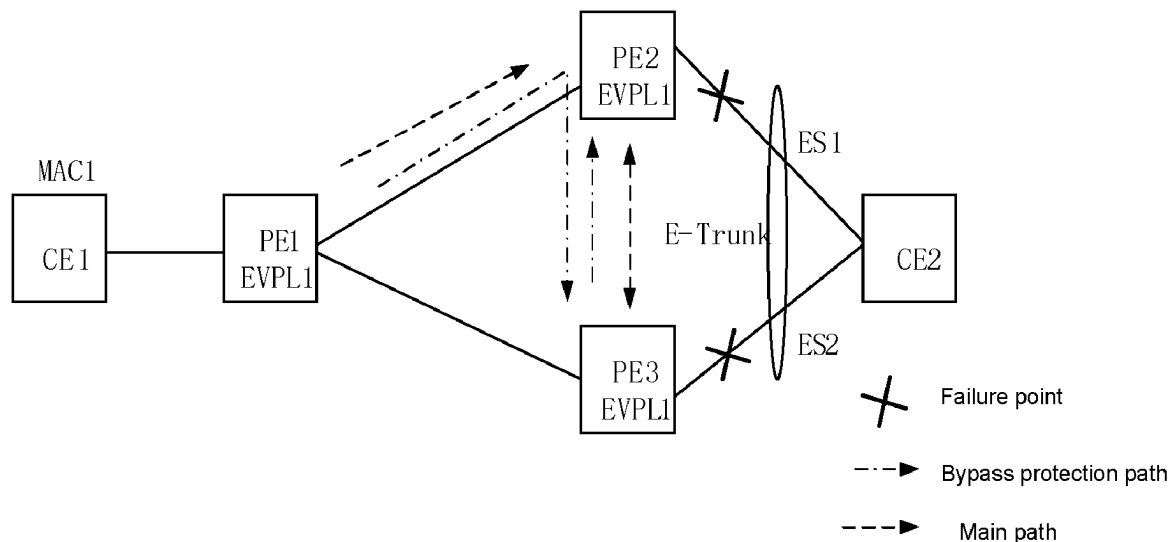 PE2
EVPL1
ES1
MAC1
CE1
PE1
EVPL1
E-Trunk
CE2
PE3
EVPL1
ES2
Failure point
Bypass protection path
Main path